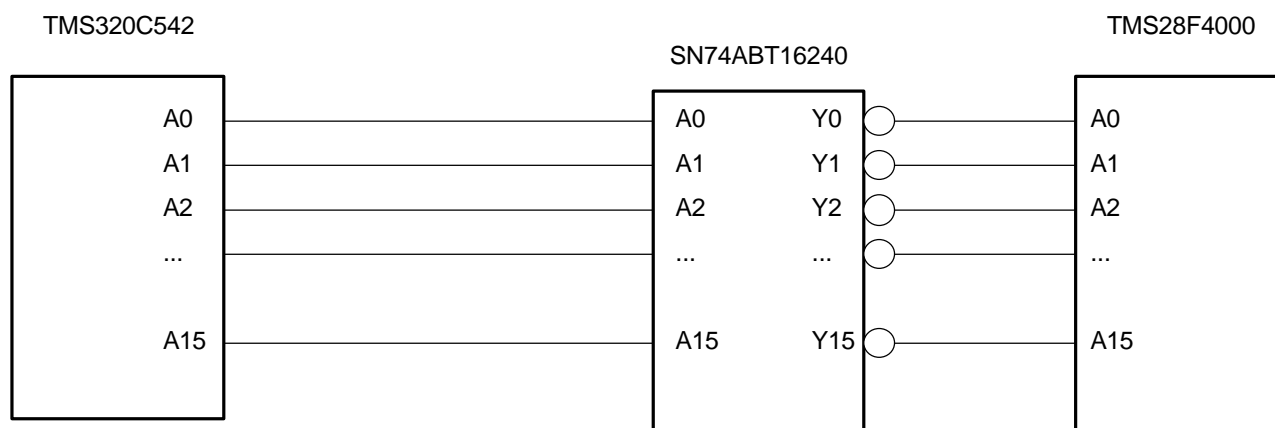 TMS320C542 TMS28F4000
SN74ABT16240
A0 A0 Y0 A0
A1 A1 Y1 A1
A2 A2 Y2 A2
... ... ... ...
A15 A15 Y15 A15